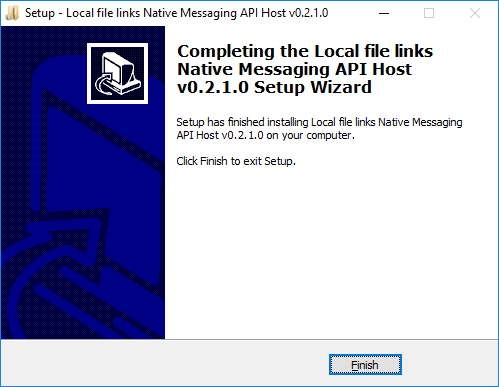 Setup - Local file links Native Messaging API Host v0.2.1.0
Completing the Local file links
Native Messaging API Host
v0.2.1.0 Setup Wizard
Setup has finished installing Local file links Native Messaging
API Host v0.2.1.0 on your computer.
Click Finish to exit Setup.
Finish